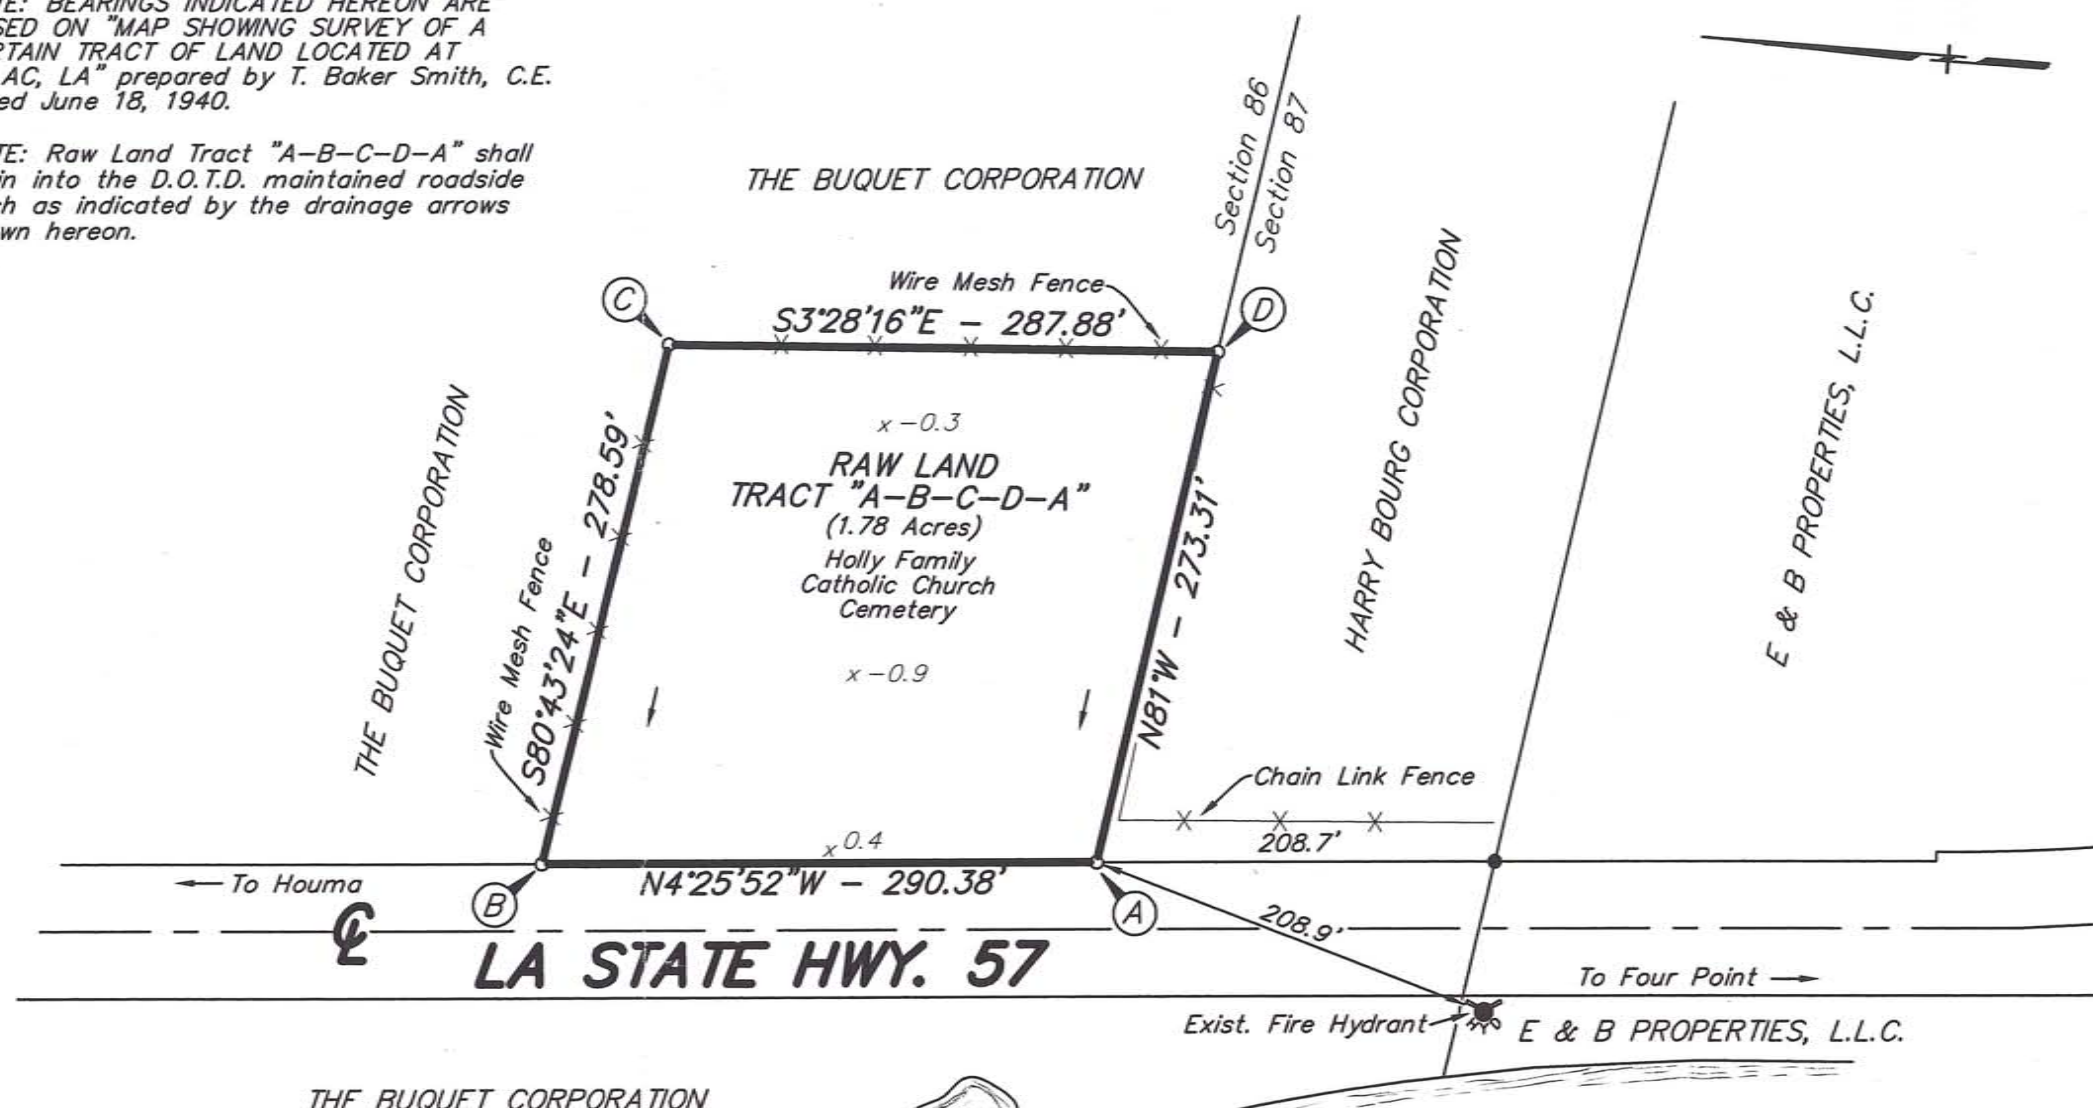 E: BEARINGS INDICATED HEREON ARE
SED ON "MAP SHOWING SURVEY OF A
RTAIN TRACT OF LAND LOCATED AT
AC, LA" prepared by T. Baker Smith, C.E.
ed June 18, 1940.
TE: Raw Land Tract "A-B-C-D-A" shall
in into the D.O.T.D. maintained roadside
ch as indicated by the drainage arrows
wn hereon.
THE BUQUET CORPORATION
Section 86
Section 87
Wire Mesh Fence
S3°28'16"E - 287.88'
C
D
THE BUQUET CORPORATION
Wire Mesh Fence
S80°43'24"E - 278.59'
x -0.3
RAW LAND
TRACT "A-B-C-D-A"
(1.78 Acres)
Holly Family
Catholic Church
Cemetery
x -0.9
N81°W - 273.31'
HARRY BOURG CORPORATION
E & B PROPERTIES, L.L.C.
Chain Link Fence
208.7'
x 0.4
N4°25'52"W - 290.38'
To Houma
B
A
208.9'
CL
LA STATE HWY. 57
To Four Point
Exist. Fire Hydrant
HYD
E & B PROPERTIES, L.L.C.
THE BUQUET CORPORATION